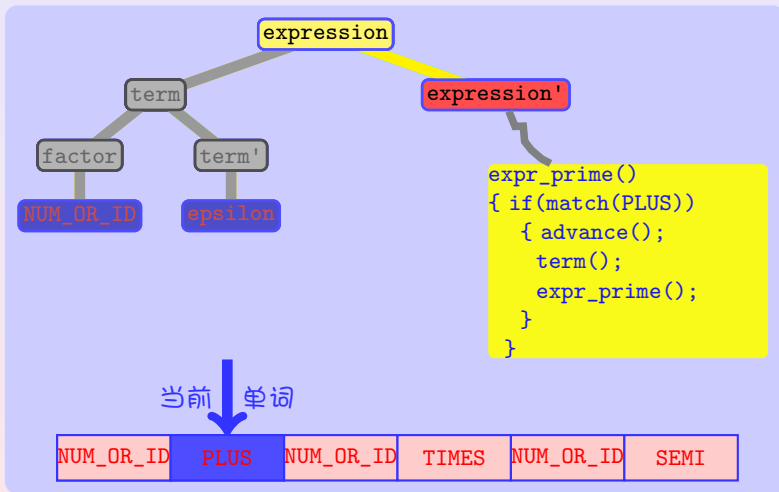 expression
term
expression'
factor
term'
NUM_OR_ID
epsilon
expr_prime()
{ if(match(PLUS))
{ advance();
term();
expr_prime();
}
}
当前 单词
NUM_OR_ID PLUS NUM_OR_ID TIMES NUM_OR_ID SEMI